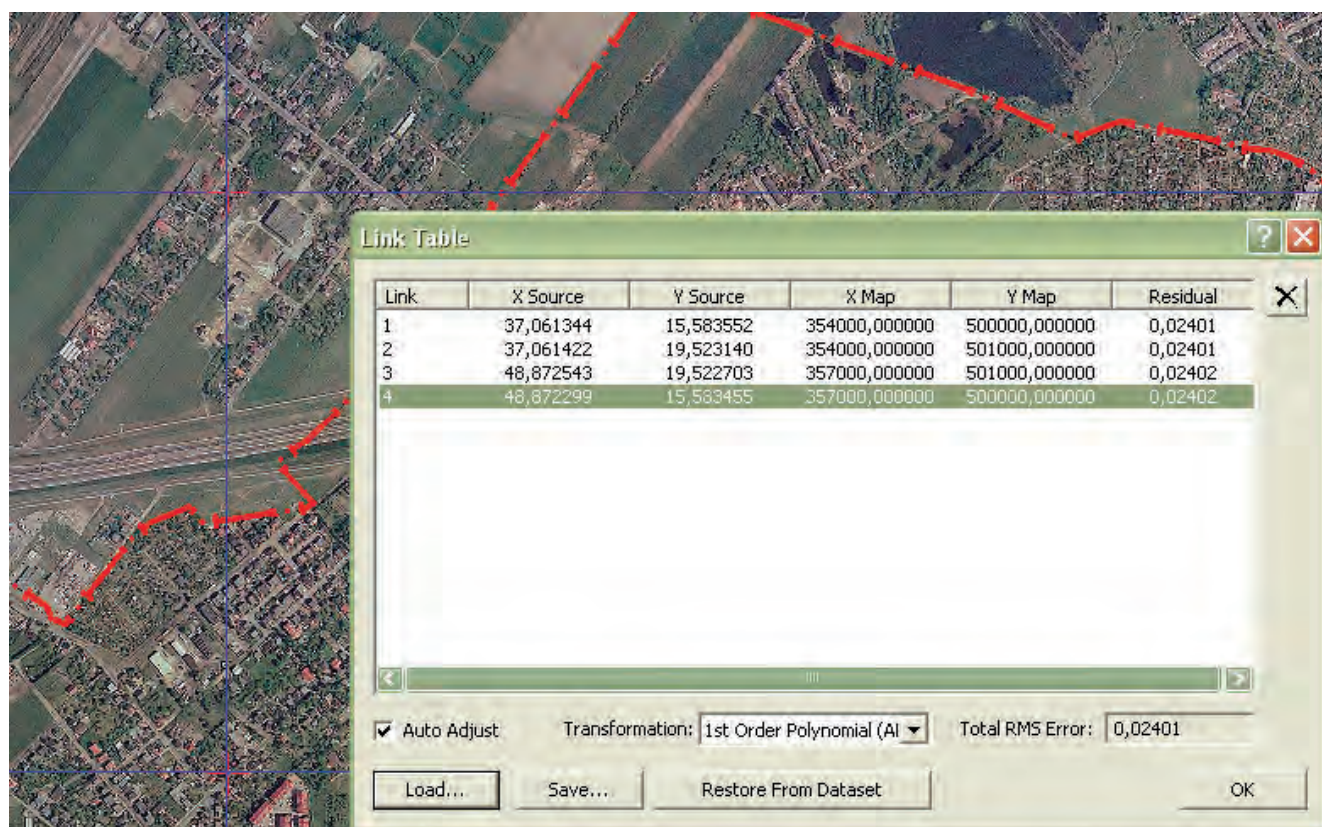 Link Table
Link X Source Y Source X Map Y Map Residual
1 37,061344 15,583552 354000,000000 500000,000000 0,02401
2 37,061422 19,523140 354000,000000 501000,000000 0,02401
3 48,872543 19,522703 357000,000000 501000,000000 0,02402
4 48,872299 15,583455 357000,000000 500000,000000 0,02402
Auto Adjust Transformation: 1st Order Polynomial (Al Total RMS Error: 0,02401
Load... Save... Restore From Dataset OK